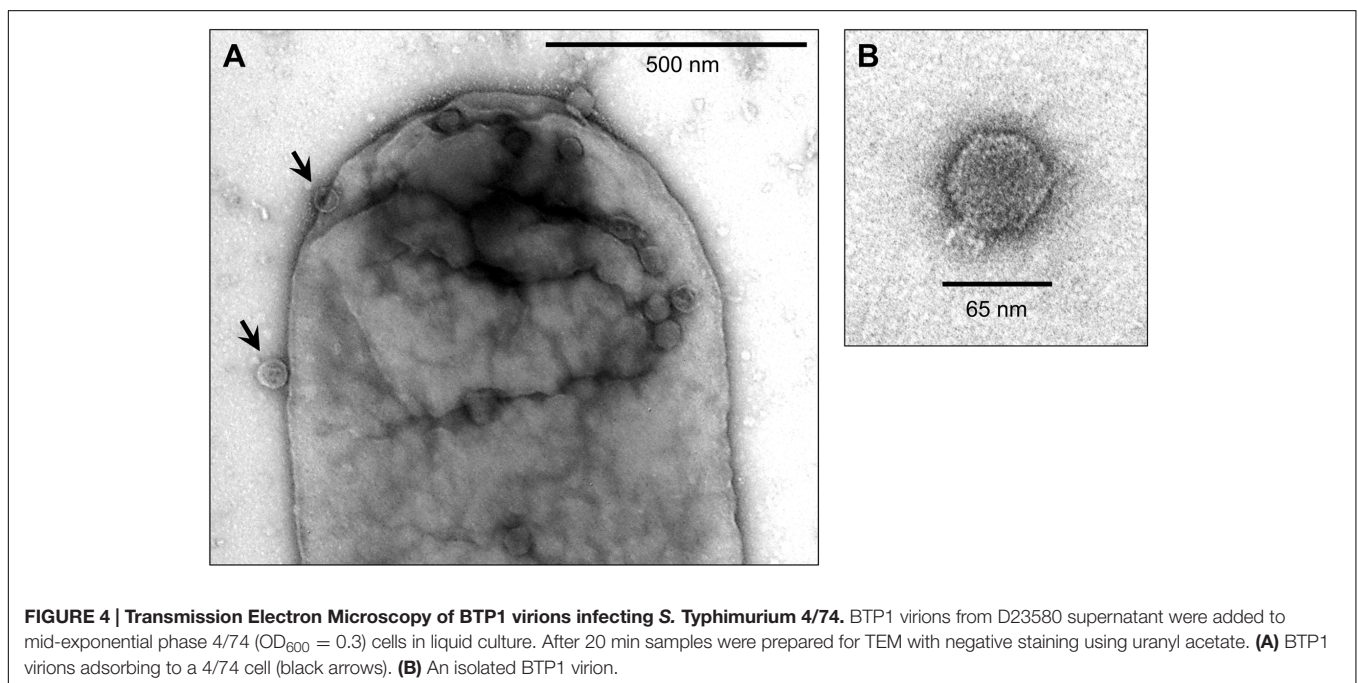 A
500 nm
B
65 nm
FIGURE 4 | Transmission Electron Microscopy of BTP1 virions infecting S. Typhimurium 4/74. BTP1 virions from D23580 supernatant were added to
mid-exponential phase 4/74 (OD600 = 0.3) cells in liquid culture. After 20 min samples were prepared for TEM with negative staining using uranyl acetate. (A) BTP1
virions adsorbing to a 4/74 cell (black arrows). (B) An isolated BTP1 virion.